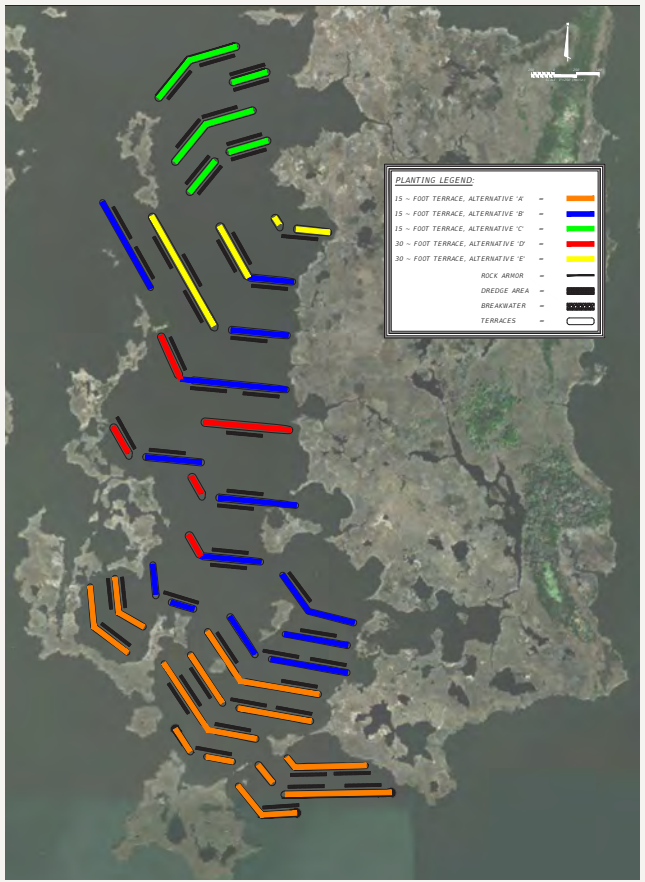 PLANTING LEGEND:
15 ~ FOOT TERRACE, ALTERNATIVE 'A' =
15 ~ FOOT TERRACE, ALTERNATIVE 'B' =
15 ~ FOOT TERRACE, ALTERNATIVE 'C' =
30 ~ FOOT TERRACE, ALTERNATIVE 'D' =
30 ~ FOOT TERRACE, ALTERNATIVE 'E' =
ROCK ARMOR =
DREDGE AREA =
BREAKWATER =
TERRACES =